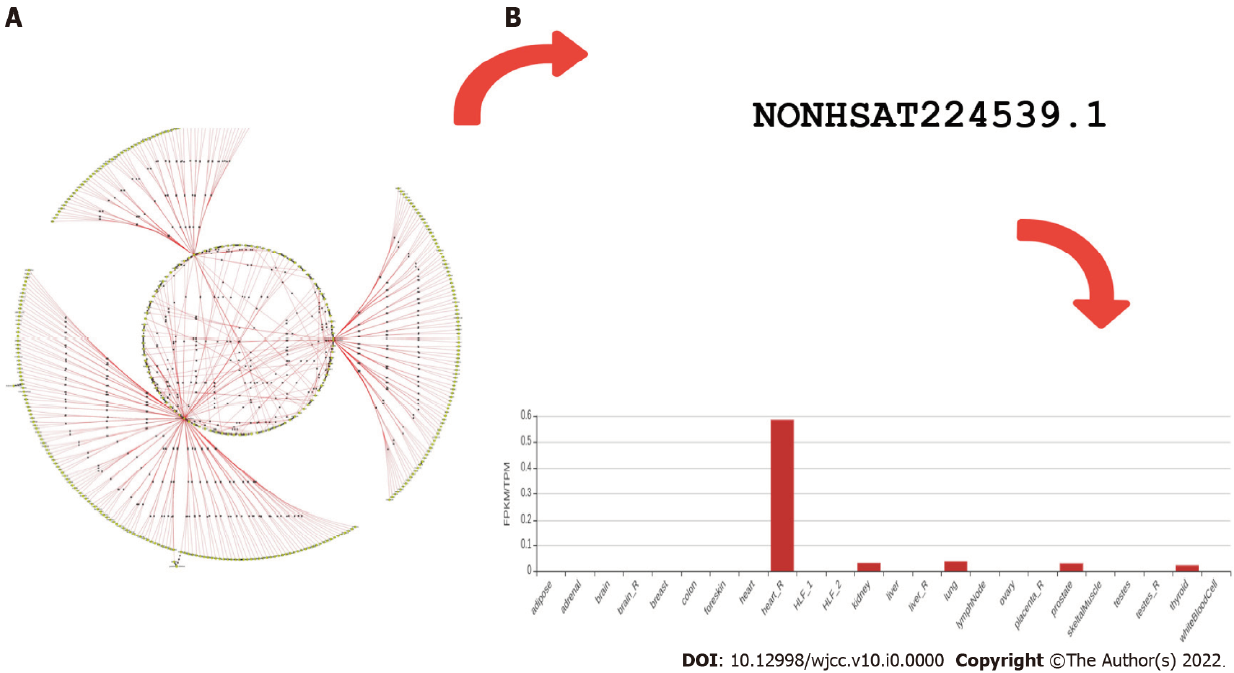 A
B
NONHSAT224539.1
FPKM/TPM
0.6
0.5
0.4
0.3
0.2
0.1
0
adipose
adrenal
brain
brain_R
breast
colon
foreskin
heart
heart_R
HLF_1
HLF_2
kidney
liver
liver_R
lung
lymphNode
ovary
placenta_R
prostate
skeltalMuscle
testes
testes_R
thyroid
whiteBloodCell
DOI: 10.12998/wjcc.v10.i0.0000 Copyright ©The Author(s) 2022.